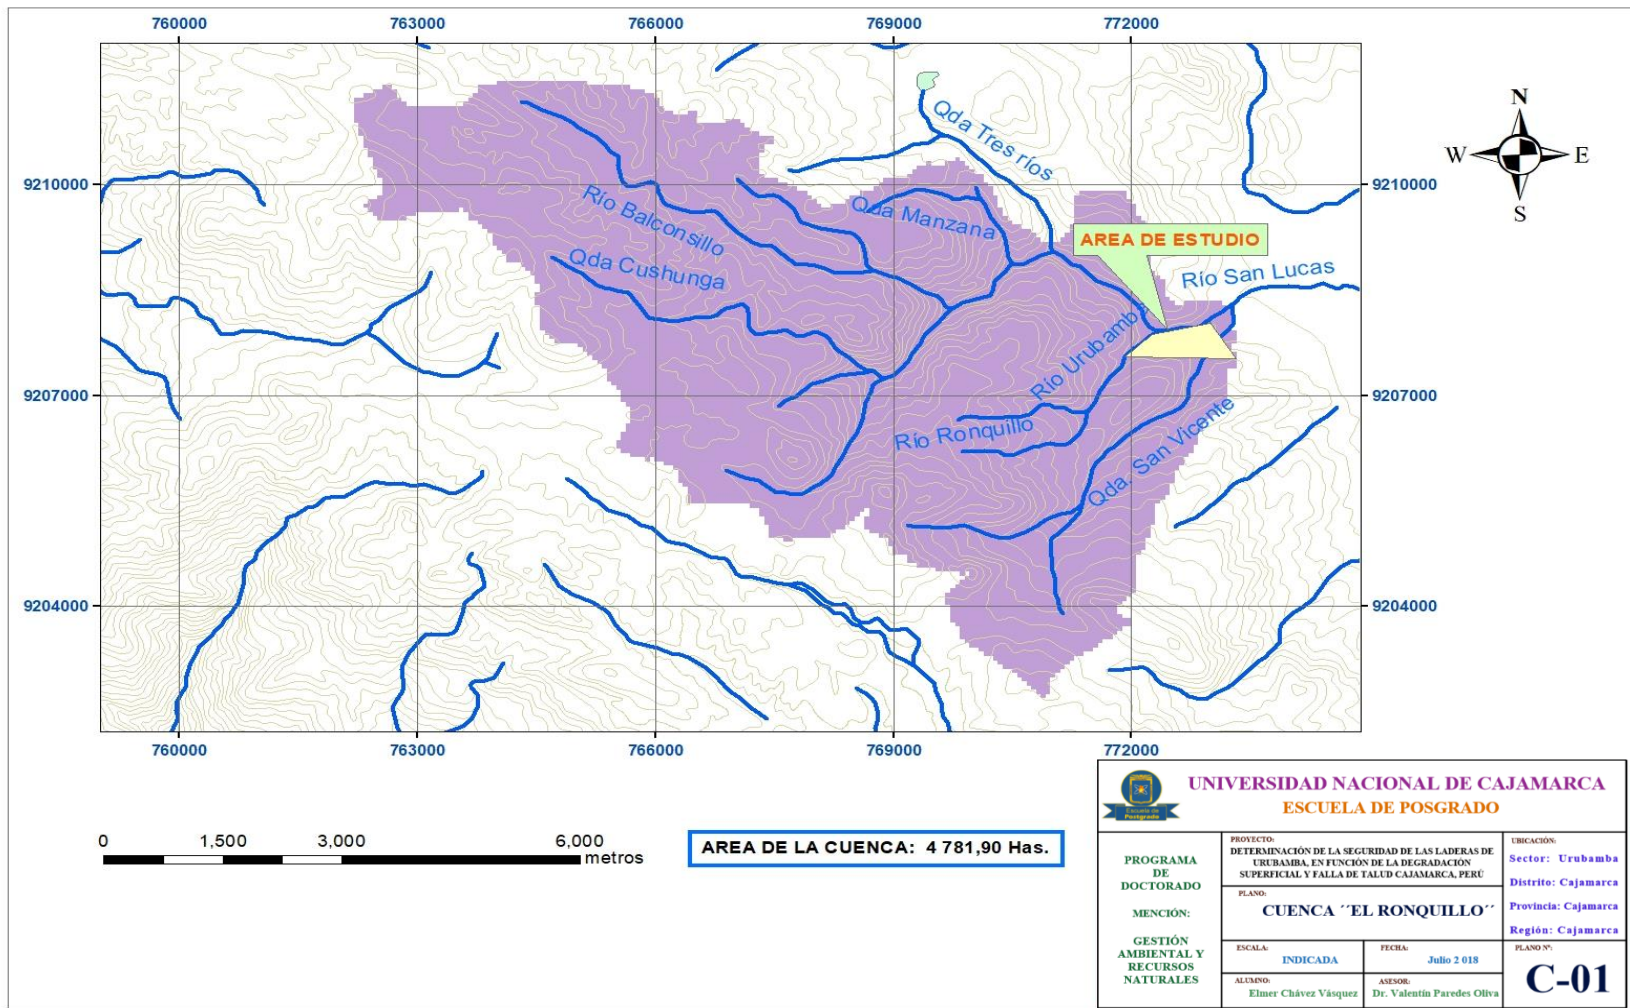 760000
763000
766000
769000
772000
N
W
E
S
9210000
9210000
Qda Tres ríos
Río Balconsillo
Qda Manzana
AREA DE ESTUDIO
Qda Cushunga
Río San Lucas
Río Urubamba
9207000
9207000
Río Ronquillo
Qda. San Vicente
9204000
9204000
760000
763000
766000
769000
772000
0
1,500
3,000
6,000
metros
AREA DE LA CUENCA: 4 781,90 Has.
Escuela de
Postgrado
UNIVERSIDAD NACIONAL DE CAJAMARCA
ESCUELA DE POSGRADO
PROGRAMA
DE
DOCTORADO
MENCIÓN:
GESTIÓN
AMBIENTAL Y
RECURSOS
NATURALES
PROYECTO:
DETERMINACIÓN DE LA SEGURIDAD DE LAS LADERAS DE
URUBAMBA, EN FUNCIÓN DE LA DEGRADACIÓN
SUPERFICIAL Y FALLA DE TALUD CAJAMARCA, PERÚ
PLANO:
CUENCA ´´EL RONQUILLO´´
ESCALA:
INDICADA
FECHA:
Julio 2 018
ALUMNO:
Elmer Chávez Vásquez
ASESOR:
Dr. Valentín Paredes Oliva
UBICACIÓN:
Sector: Urubamba
Distrito: Cajamarca
Provincia: Cajamarca
Región: Cajamarca
PLANO Nº:
C-01